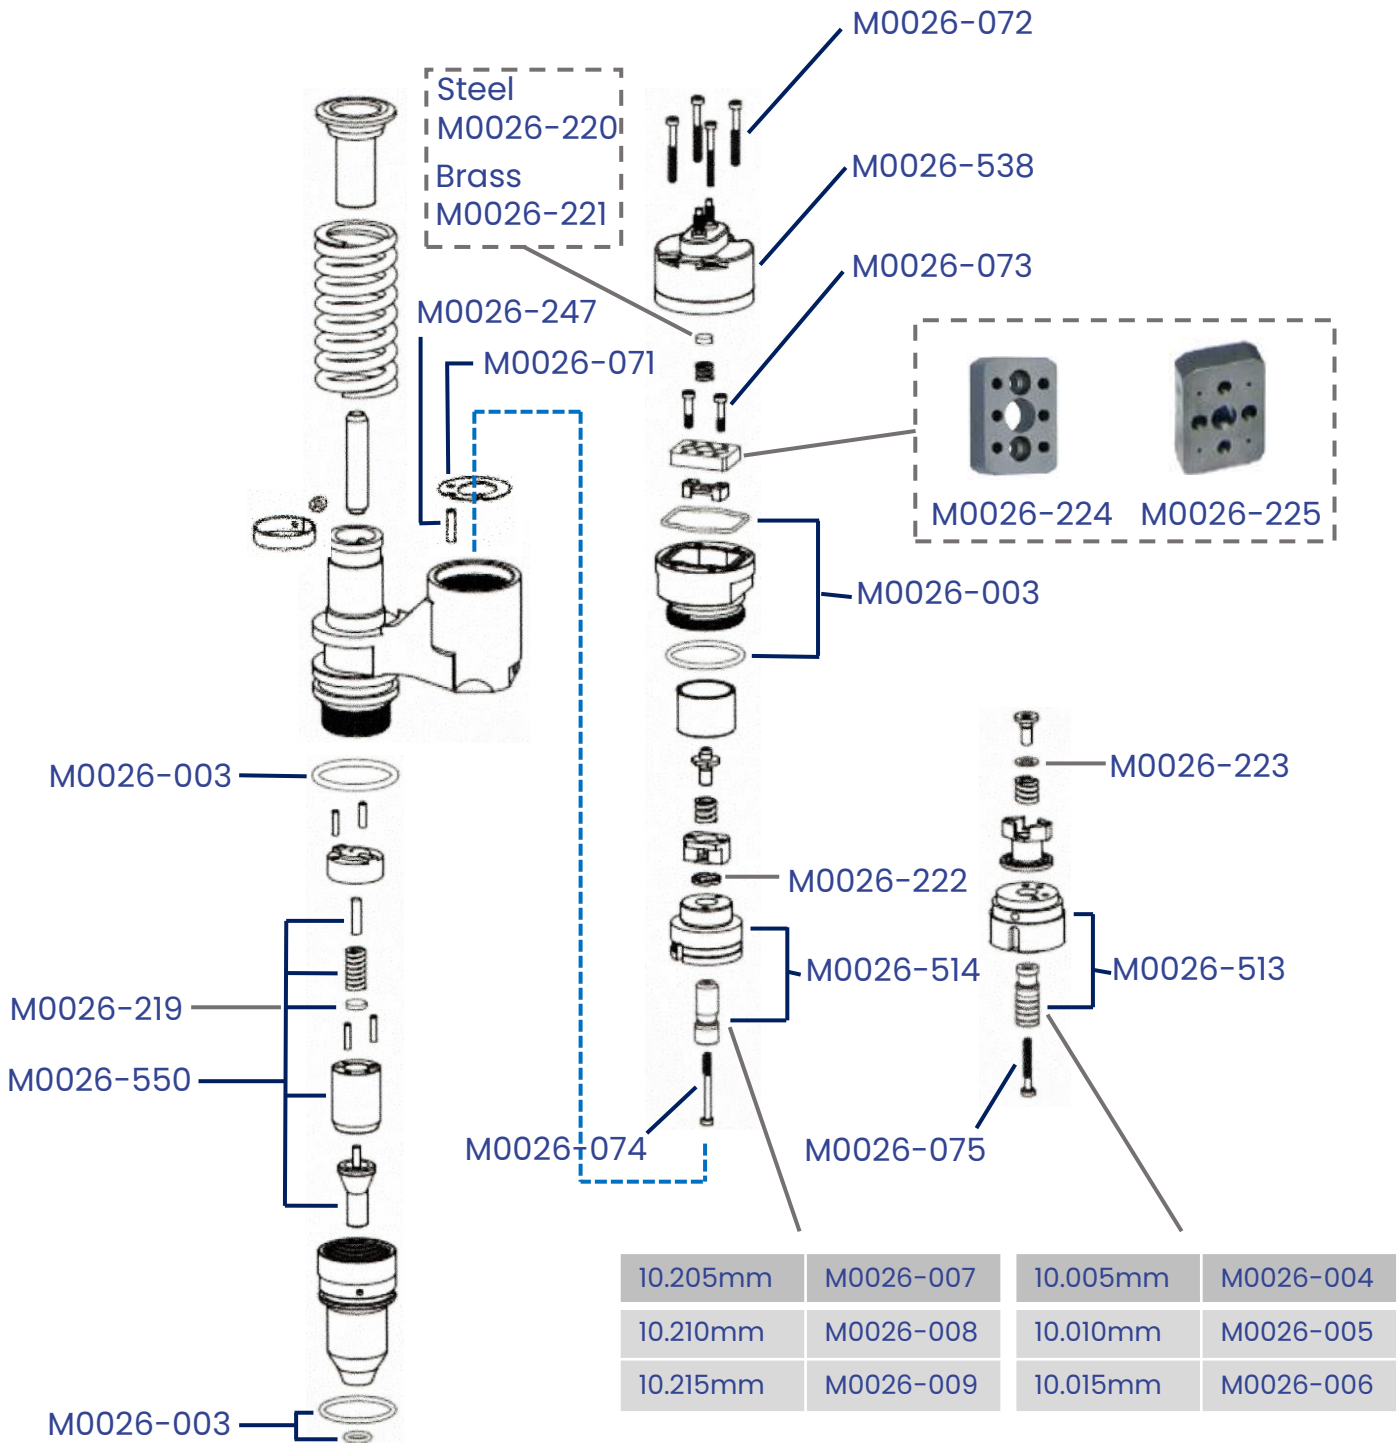 M0026-072
Steel
M0026-220
Brass
M0026-221
M0026-538
M0026-073
M0026-247
M0026-071
M0026-224 M0026-225
M0026-003
M0026-003
M0026-223
M0026-222
M0026-514
M0026-513
M0026-219
M0026-550
M0026-074
M0026-075
10.205mm M0026-007
10.210mm M0026-008
10.215mm M0026-009
10.005mm M0026-004
10.010mm M0026-005
10.015mm M0026-006
M0026-003